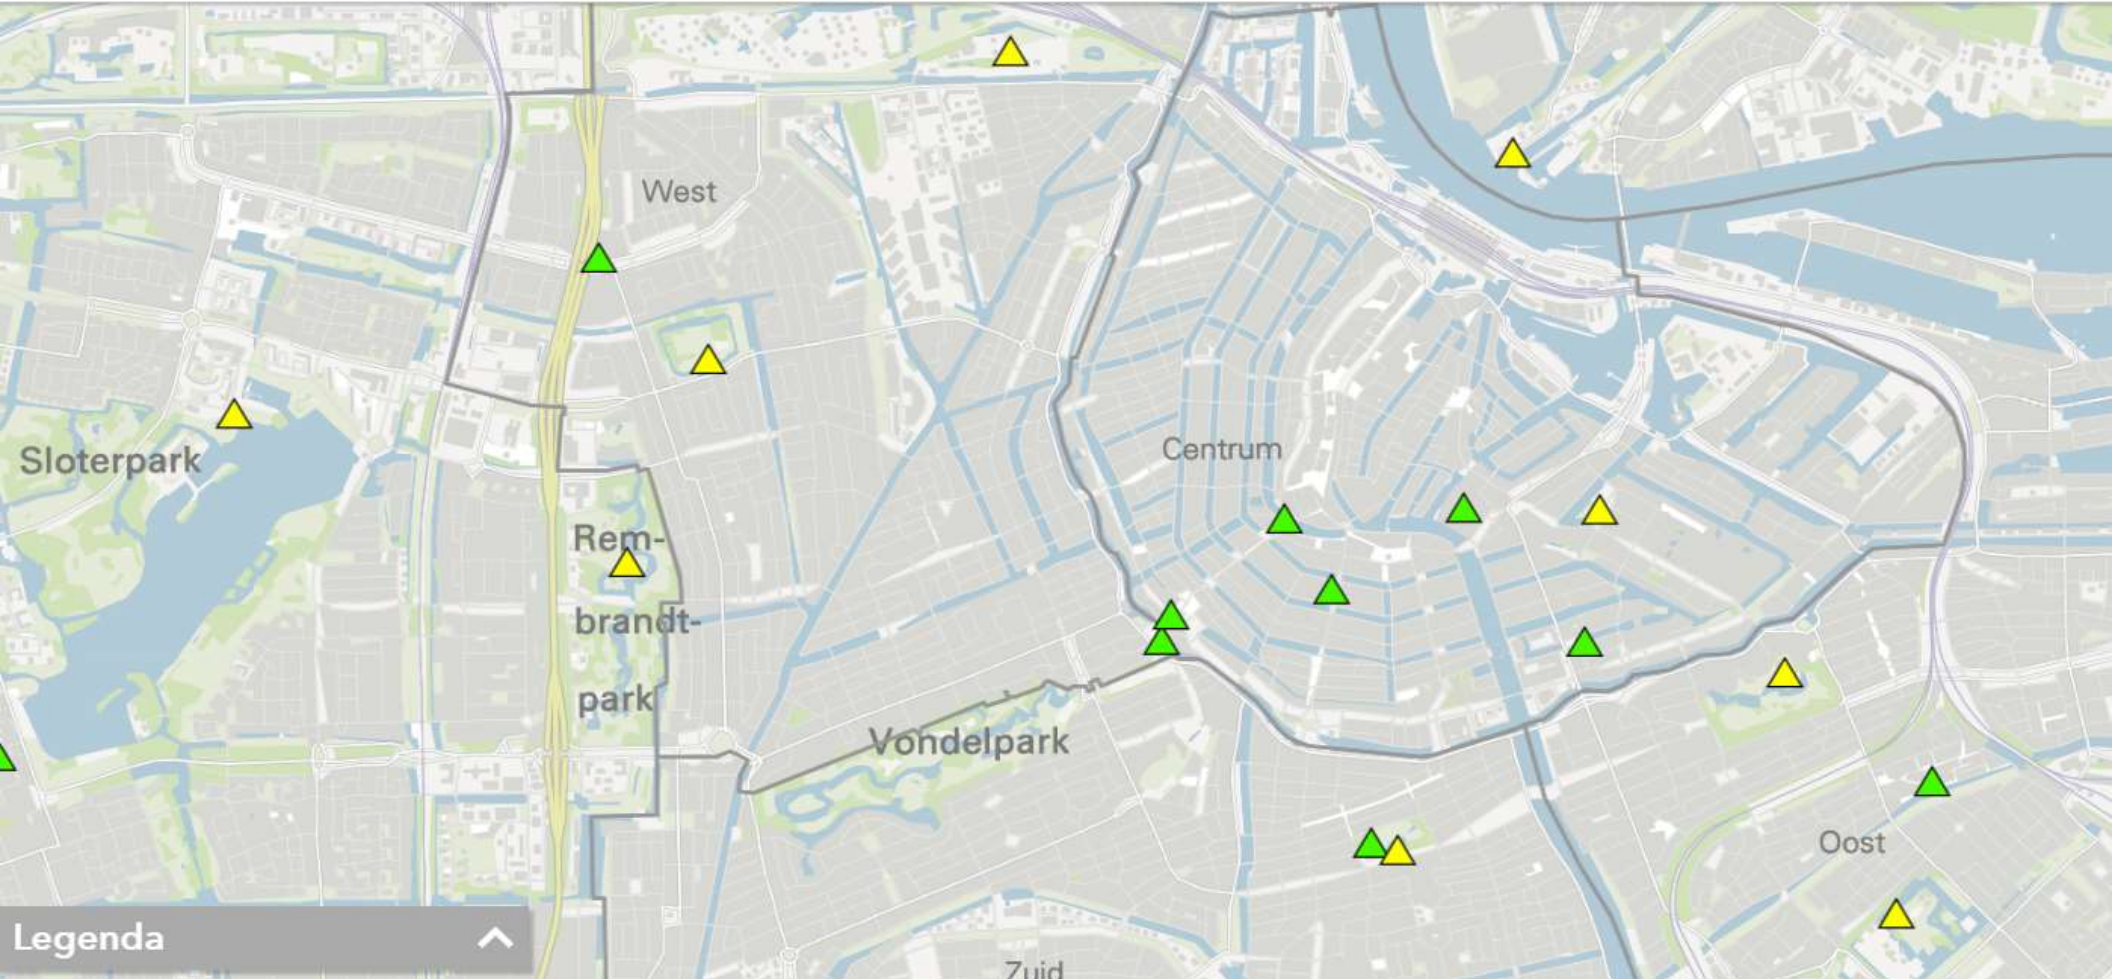 West
Centrum
Sloterpark
Rem-
brandt-
park
Vondelpark
Oost
Legenda
Zuid